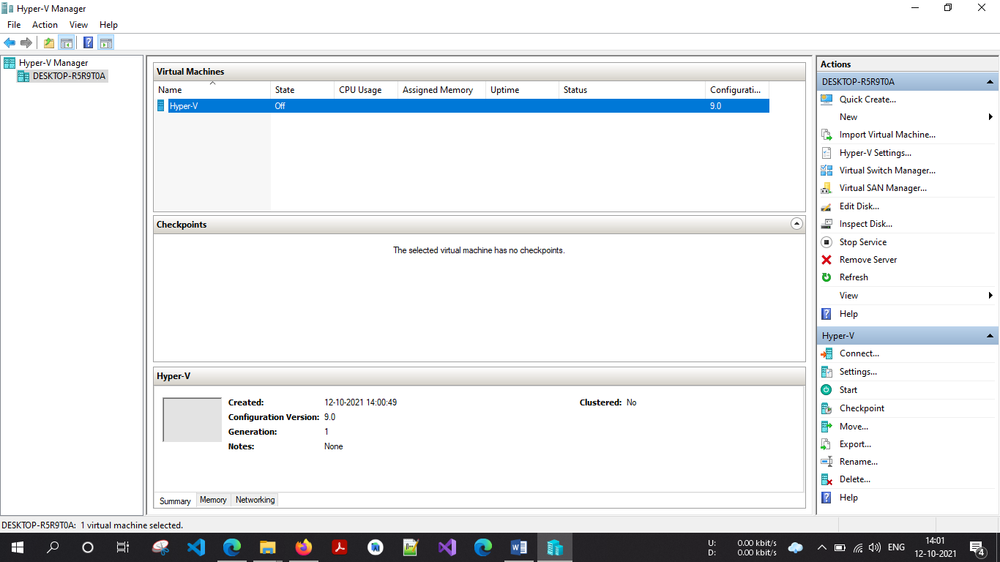 Hyper-V Manager
File Action View Help
Hyper-V Manager
DESKTOP-R5R9T0A
Virtual Machines
Name State CPU Usage Assigned Memory Uptime Status Configurati...
Hyper-V Off 9.0
Checkpoints
The selected virtual machine has no checkpoints.
Hyper-V
Created: 12-10-2021 14:00:49 Clustered: No
Configuration Version: 9.0
Generation: 1
Notes: None
Summary Memory Networking
Actions
DESKTOP-R5R9T0A
Quick Create...
New
Import Virtual Machine...
Hyper-V Settings...
Virtual Switch Manager...
Virtual SAN Manager...
Edit Disk...
Inspect Disk...
Stop Service
Remove Server
Refresh
View
Help
Hyper-V
Connect...
Settings...
Start
Checkpoint
Move...
Export...
Rename...
Delete...
Help
DESKTOP-R5R9T0A: 1 virtual machine selected.
U: 0.00 kbit/s
D: 0.00 kbit/s
ENG
14:01
12-10-2021
4